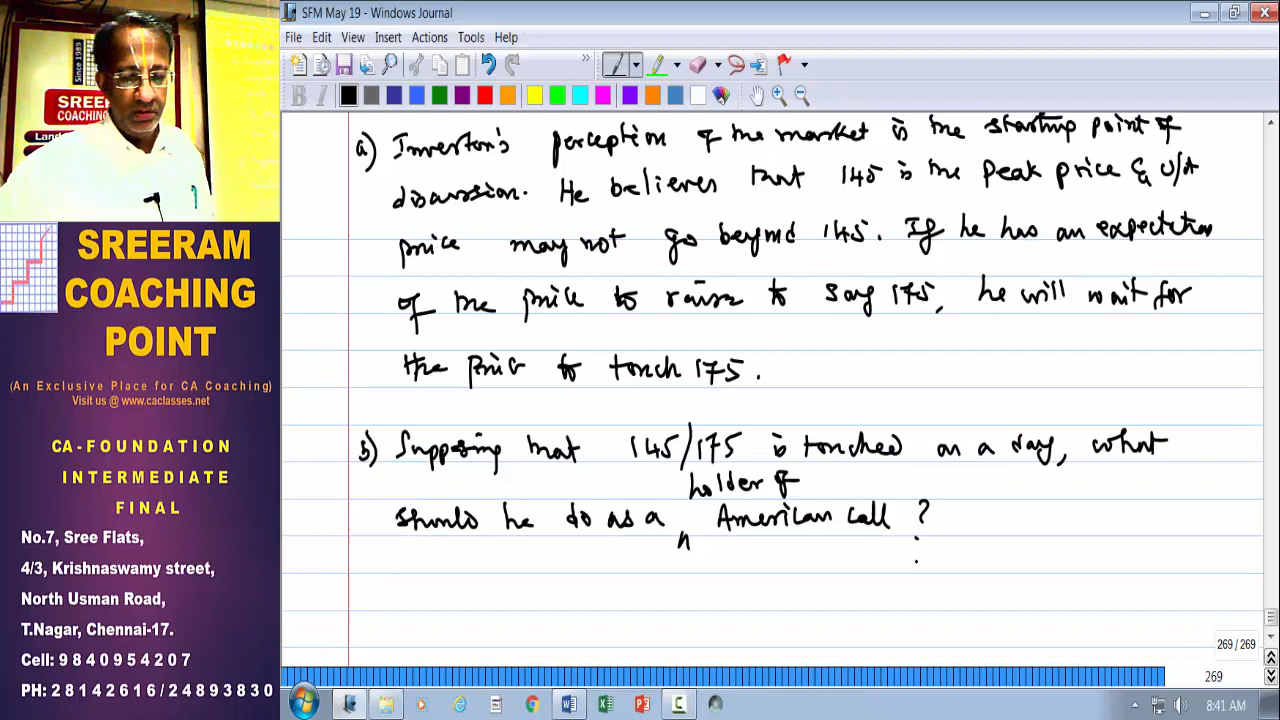 SFM May 19 - Windows Journal
File Edit View Insert Actions Tools Help
Since 1989
SREE
COACHING
SREERAM
COACHING
POINT
(An Exclusive Place for CA Coaching)
Visit us @ www.caclasses.net
CA-FOUNDATION
INTERMEDIATE
FINAL
No.7, Sree Flats,
4/3, Krishnaswamy street,
North Usman Road,
T.Nagar, Chennai-17.
Cell: 9840954207
PH: 28142616/24893830
a) Investor's perception of the market is the starting point of
discussion. He believes that 145 is the peak price & U/A
price may not go beyond 145. If he has an expectation
of the price to raise to say 175, he will wait for
the price to touch 175.
b) Supposing that 145/175 is touched on a day, what
holder of
should he do as a American call ?
269/269
269
8:41 AM